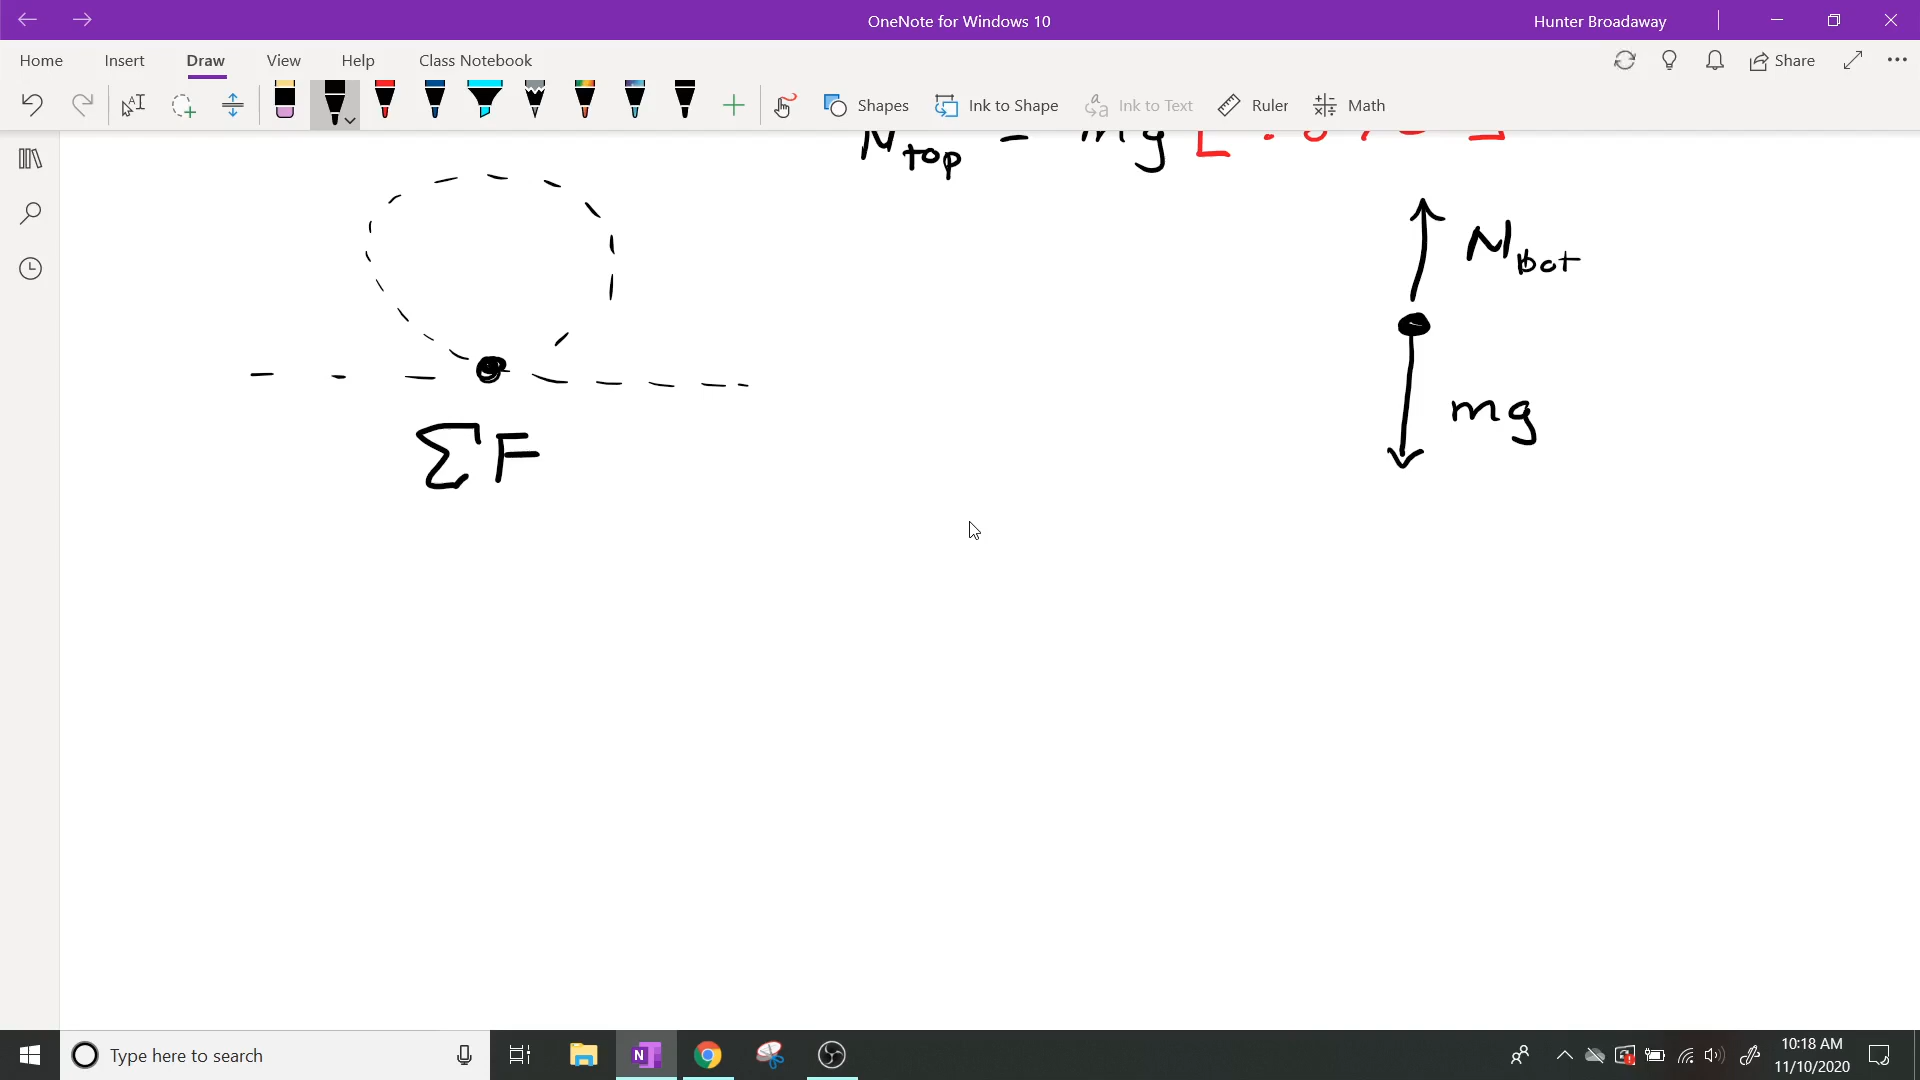 OneNote for Windows 10
Hunter Broadaway
Home Insert Draw View Help Class Notebook
Share
Shapes Ink to Shape Ink to Text Ruler Math
N top = mg [
N bot
mg
ΣF
Type here to search
10:18 AM
11/10/2020